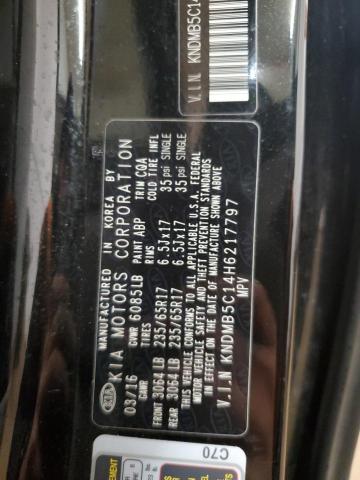 V.I.N KNDMB5C14
MANUFACTURED BY IN KOREA BY
KIA MOTORS CORPORATION
03/16 GVWR 6085LB PAINT ABP TRIM CQA
GAWR TIRES RIMS COLD TIRE INFL
FRONT 3064LB 235/65R17 6.5Jx17 35 psi SINGLE
REAR 3064LB 235/65R17 6.5Jx17 35 psi SINGLE
THIS VEHICLE CONFORMS TO ALL APPLICABLE U.S.A. FEDERAL
MOTOR VEHICLE SAFETY AND THEFT PREVENTION STANDARDS
IN EFFECT ON THE DATE OF MANUFACTURE SHOWN ABOVE
V.I.N KNDMB5C14H6217797
MPV
C70